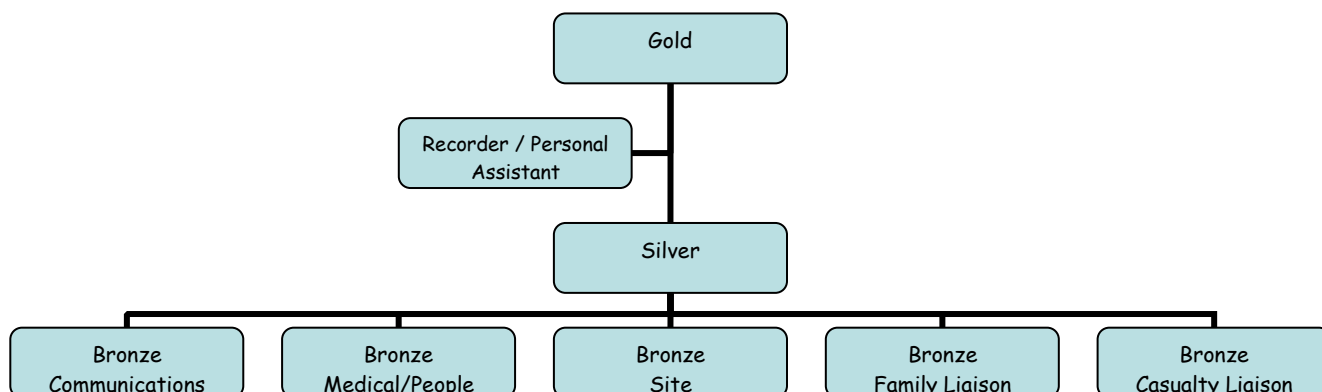 Gold
Recorder / Personal
Assistant
Silver
Bronze
Communications
Bronze
Medical/People
Bronze
Site
Bronze
Family Liaison
Bronze
Casualty Liaison